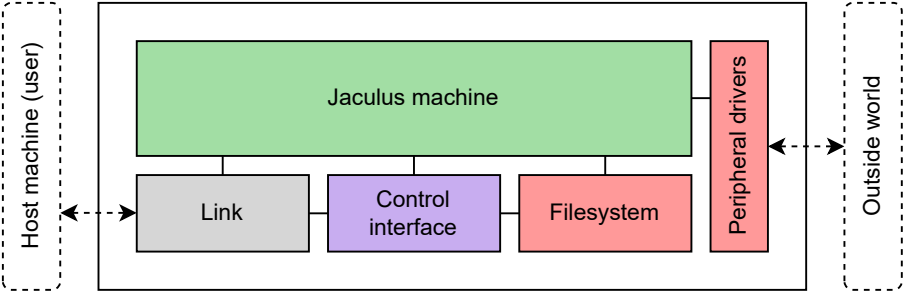 Host machine (user)
Jaculus machine
Peripheral drivers
Outside world
Link
Control
interface
Filesystem